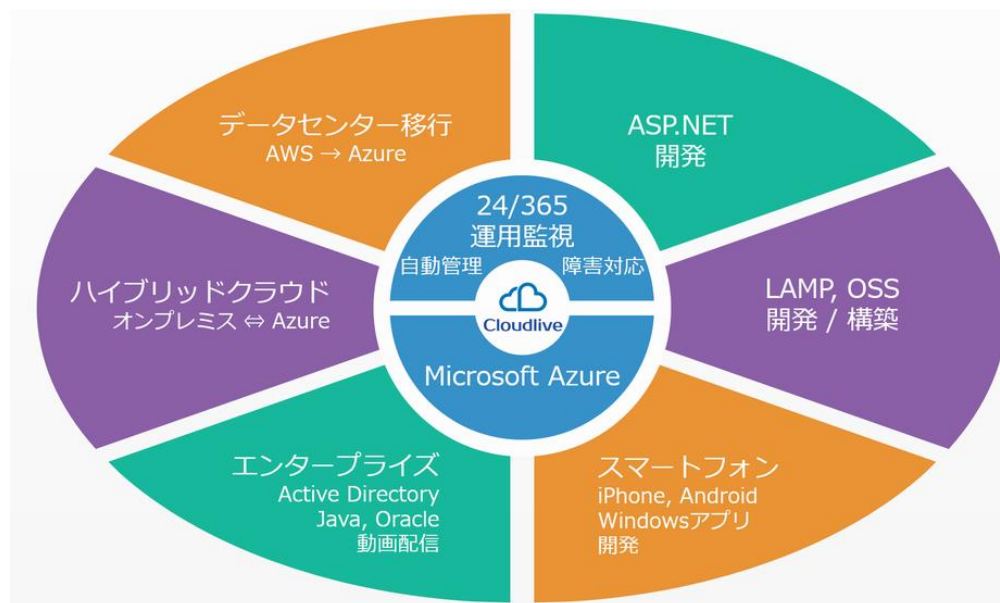 データセンター移行
AWS → Azure
ASP.NET
開発
24/365
運用監視
自動管理
障害対応
Cloudlive
Microsoft Azure
ハイブリッドクラウド
オンプレミス ⇔ Azure
LAMP, OSS
開発 / 構築
エンタープライズ
Active Directory
Java, Oracle
動画配信
スマートフォン
iPhone, Android
Windowsアプリ
開発